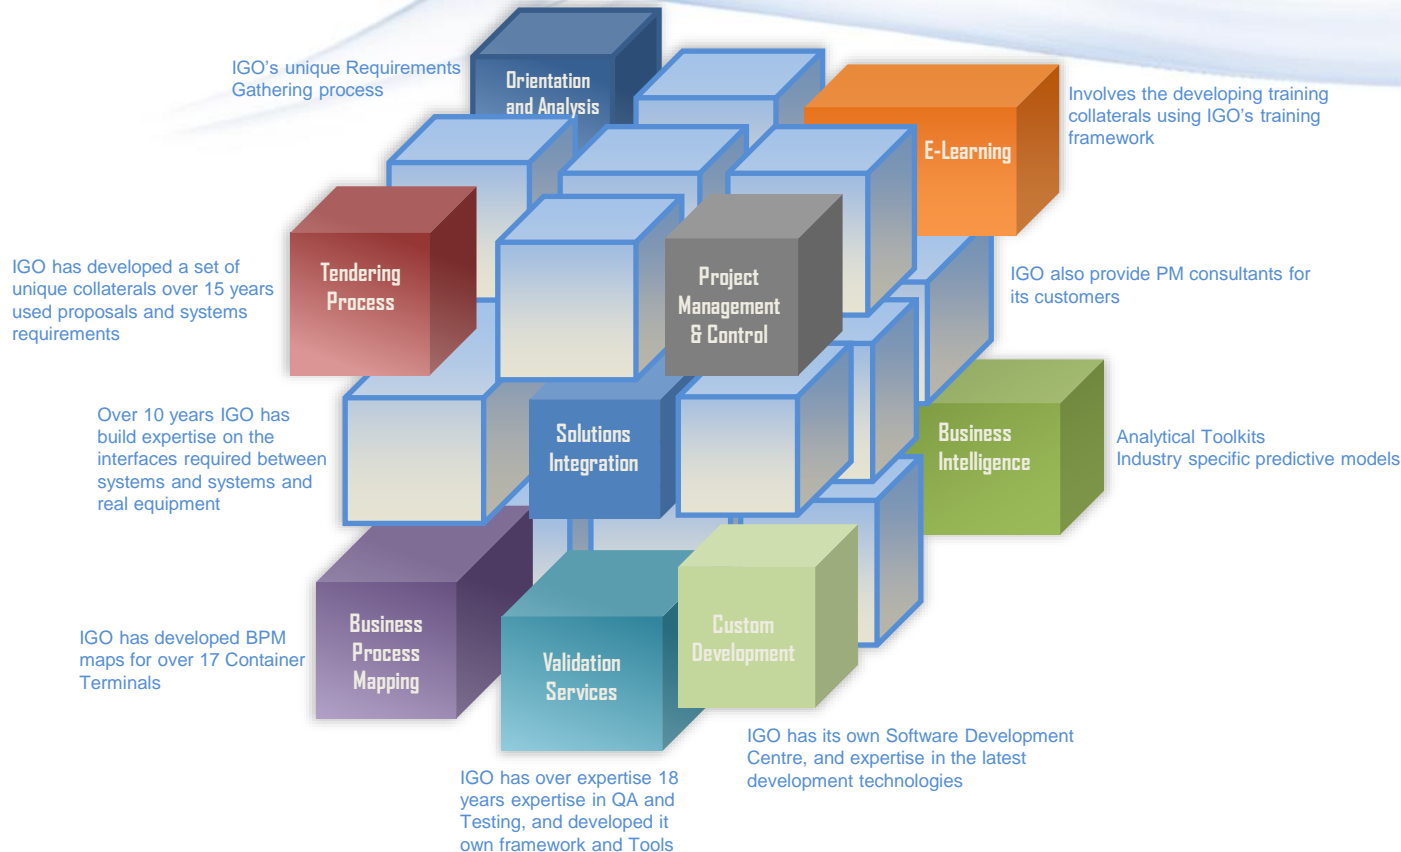 IGO’s unique Requirements
Gathering process
Orientation
and Analysis
E-Learning
Involves the developing training
collaterals using IGO’s training
framework
IGO has developed a set of
unique collaterals over 15 years
used proposals and systems
requirements
Tendering
Process
Project
Management
& Control
IGO also provide PM consultants for
its customers
Over 10 years IGO has
build expertise on the
interfaces required between
systems and systems and
real equipment
Solutions
Integration
Business
Intelligence
Analytical Toolkits
Industry specific predictive models
IGO has developed BPM
maps for over 17 Container
Terminals
Business
Process
Mapping
Validation
Services
Custom
Development
IGO has its own Software Development
Centre, and expertise in the latest
development technologies
IGO has over expertise 18
years expertise in QA and
Testing, and developed it
own framework and Tools